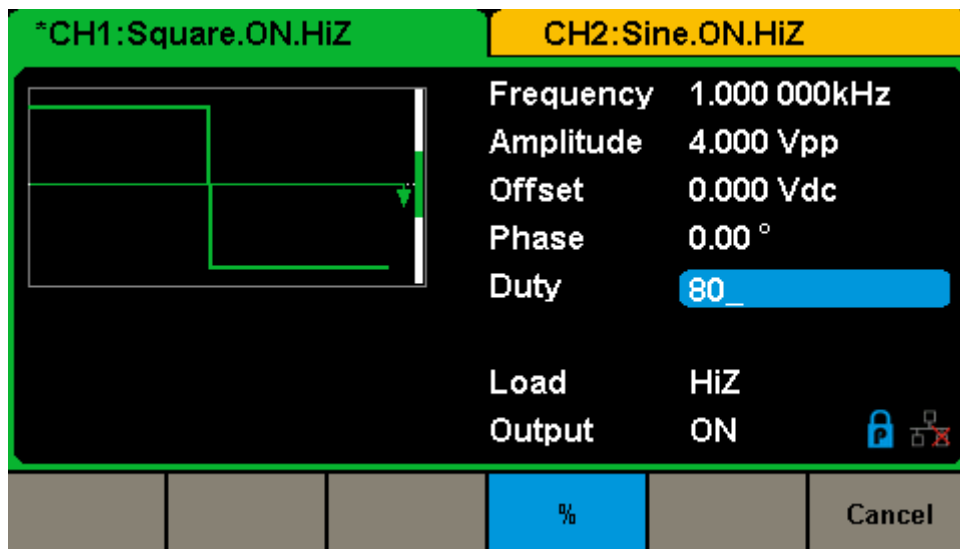 *CH1:Square.ON.HiZ
CH2:Sine.ON.HiZ
Frequency 1.000 000kHz
Amplitude 4.000 Vpp
Offset 0.000 Vdc
Phase 0.00 °
Duty 80_
Load HiZ
Output ON
P
% Cancel